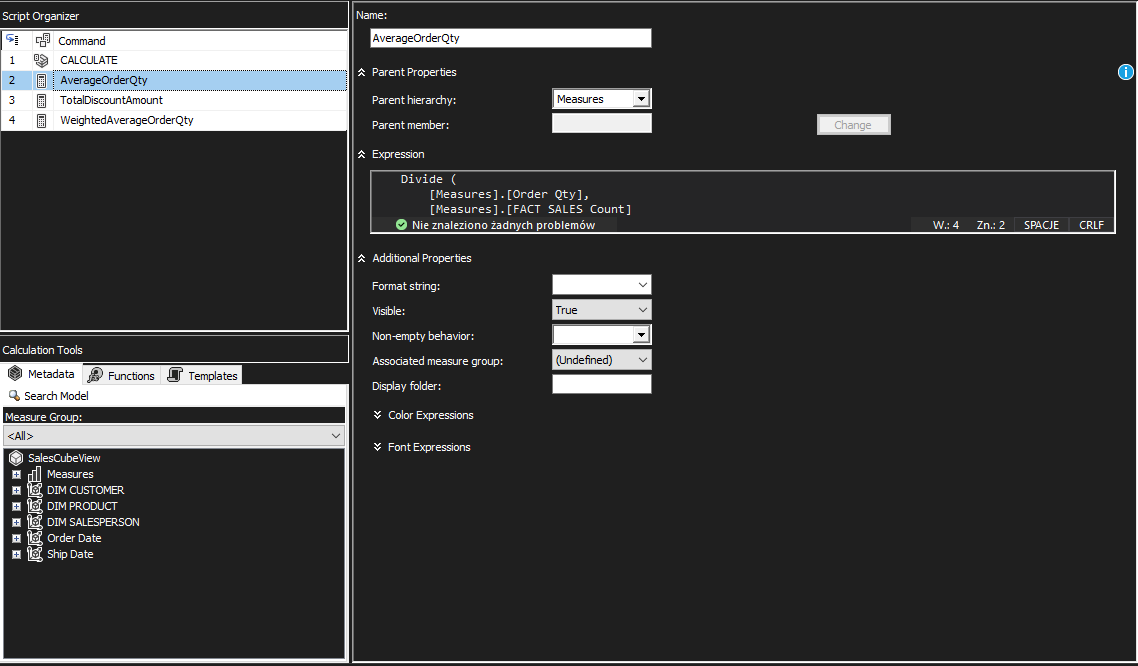 Script Organizer
Command
1 CALCULATE
2 AverageOrderQty
3 TotalDiscountAmount
4 WeightedAverageOrderQty
Calculation Tools
Metadata Functions Templates
Search Model
Measure Group:
<All>
SalesCubeView
Measures
DIM CUSTOMER
DIM PRODUCT
DIM SALESPERSON
Order Date
Ship Date
Name:
AverageOrderQty
Parent Properties
Parent hierarchy: Measures
Parent member: Change
Expression
Divide (
[Measures].[Order Qty],
[Measures].[FACT SALES Count]
Nie znaleziono żadnych problemów W.: 4 Zn.: 2 SPACJE CRLF
Additional Properties
Format string:
Visible: True
Non-empty behavior:
Associated measure group: (Undefined)
Display folder:
Color Expressions
Font Expressions